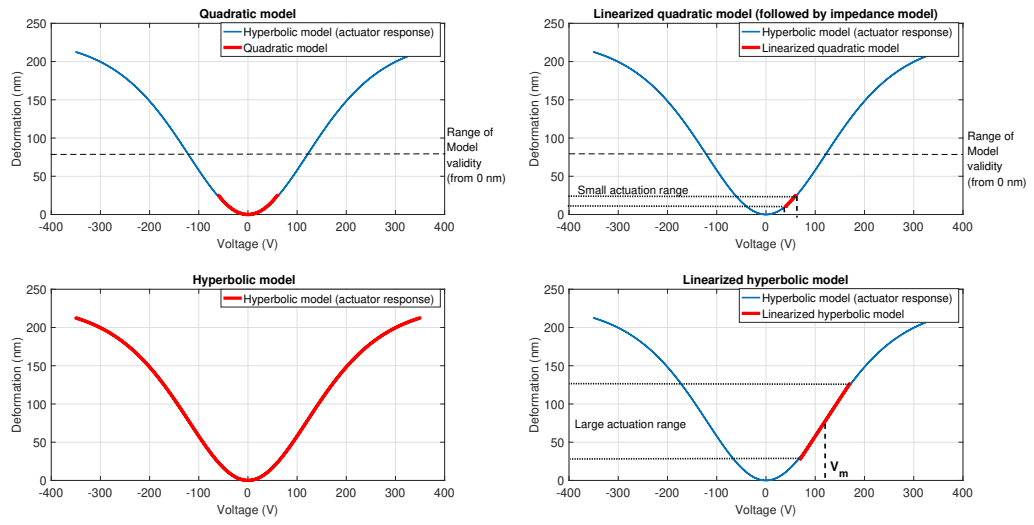 Quadratic model
Hyperbolic model (actuator response)
Quadratic model
Deformation (nm)
250
200
150
100
50
0
-400 -300 -200 -100 0 100 200 300 400
Voltage (V)
Range of
Model
validity
(from 0 nm)
Linearized quadratic model (followed by impedance model)
Hyperbolic model (actuator response)
Linearized quadratic model
Deformation (nm)
250
200
150
100
50
0
Small actuation range
-400 -300 -200 -100 0 100 200 300 400
Voltage (V)
Range of
Model
validity
(from 0 nm)
Hyperbolic model
Hyperbolic model (actuator response)
Deformation (nm)
250
200
150
100
50
0
-400 -300 -200 -100 0 100 200 300 400
Voltage (V)
Linearized hyperbolic model
Hyperbolic model (actuator response)
Linearized hyperbolic model
Deformation (nm)
250
200
150
100
50
0
Large actuation range
Vm
-400 -300 -200 -100 0 100 200 300 400
Voltage (V)